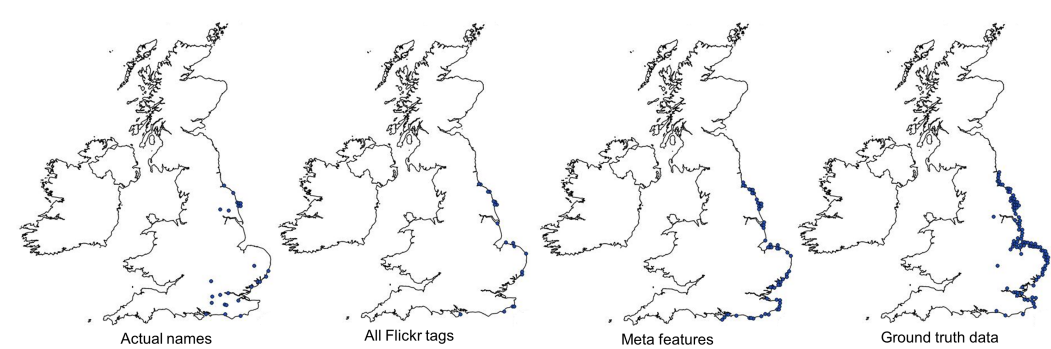 Actual names
All Flickr tags
Meta features
Ground truth data